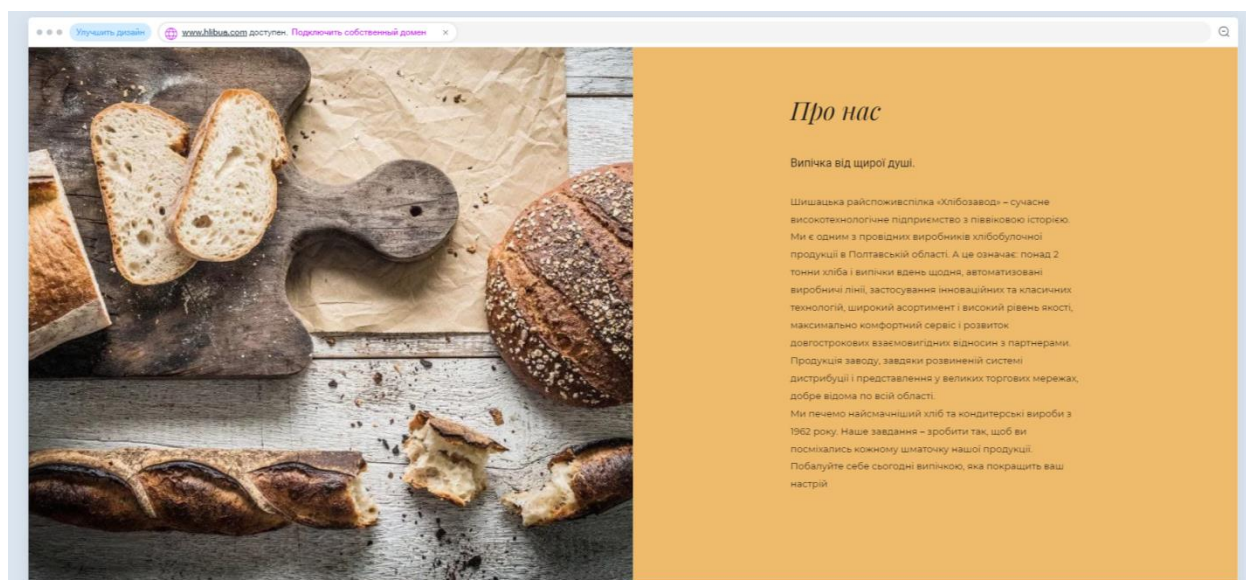 Улучшить дизайн
www.hlibua.com доступен. Подключить собственный домен ×
Про нас
Випічка від щирої душі.
Шишацька райспоживспілка «Хлібозавод» – сучасне
високотехнологічне підприємство з піввіковою історією.
Ми є одним з провідних виробників хлібобулочної
продукції в Полтавській області. А це означає: понад 2
тонни хліба і випічки вдень щодня, автоматизовані
виробничі лінії, застосування інноваційних та класичних
технологій, широкий асортимент і високий рівень якості,
максимально комфортний сервіс і розвиток
довгострокових взаємовигідних відносин з партнерами.
Продукція заводу, завдяки розвиненій системі
дистрибуції і представлення у великих торгових мережах,
добре відома по всій області.
Ми печемо найсмачніший хліб та кондитерські вироби з
1962 року. Наше завдання – зробити так, щоб ви
посміхались кожному шматочку нашої продукції.
Побалуйте себе сьогодні випічкою, яка покращить ваш
настрій